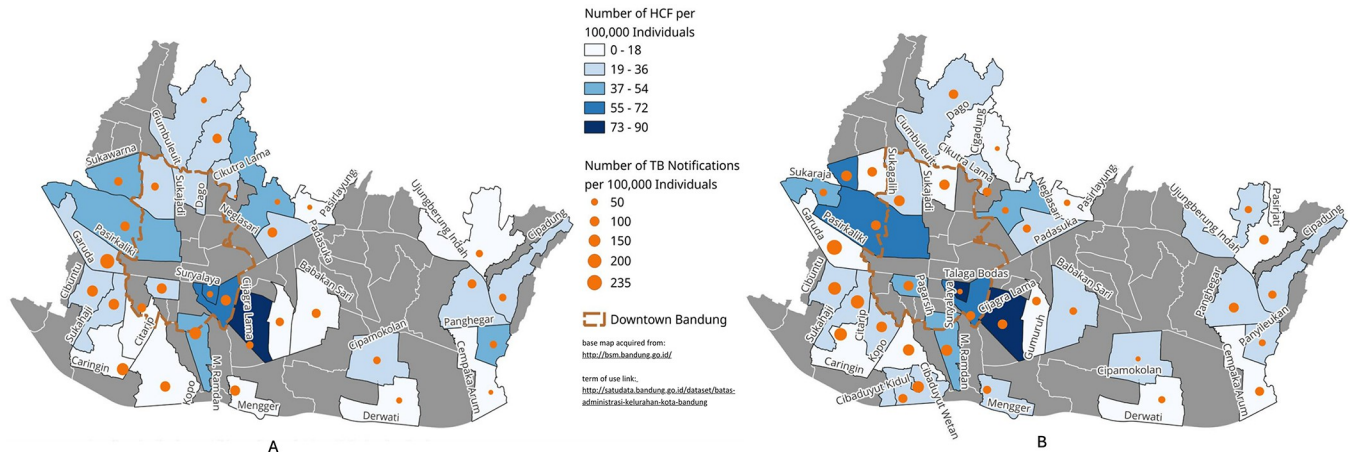 Number of HCF per
100,000 Individuals
0 - 18
19 - 36
37 - 54
55 - 72
73 - 90
Number of TB Notifications
per 100,000 Individuals
50
100
150
200
235
Downtown Bandung
base map acquired from:
http://bsm.bandung.go.id/
term of use link:
http://satudata.bandung.go.id/dataset/batas-
administrasi-kelurahan-kota-bandung
Sukawarna
Ciumbuleuit
Cikutra Lama
Sukajadi
Dago
Neglasari
Pasirlayung
Padasuka
Ujungberung Indah
Cipadung
Pasirkaliki
Garuda
Cibuntu
Sukahaji
Suryalaya
Cijagra Lama
Babakan Sari
Citarip
Caringin
Kopo
M. Ramdan
Mengger
Cipamokolan
Panghegar
Cempaka Arum
Derwati
A
Dago
Cigadung
Ciumbuleuit
Cikutra Lama
Sukaraja
Sukagalih
Sukajadi
Neglasari
Pasirlayung
Padasuka
Ujungberung Indah
Pasirjati
Cipadung
Garuda
Pasirkaliki
Cibuntu
Talaga Bodas
Babakan Sari
Pagarsih
Suryalaya
Cijagra Lama
Gumuruh
Panghegar
Panyileukan
Sukahaji
Citarip
Kopo
Caringin
M. Ramdan
Cibaduyut Kidul
Cibaduyut Wetan
Mengger
Cipamokolan
Cempaka Arum
Derwati
B